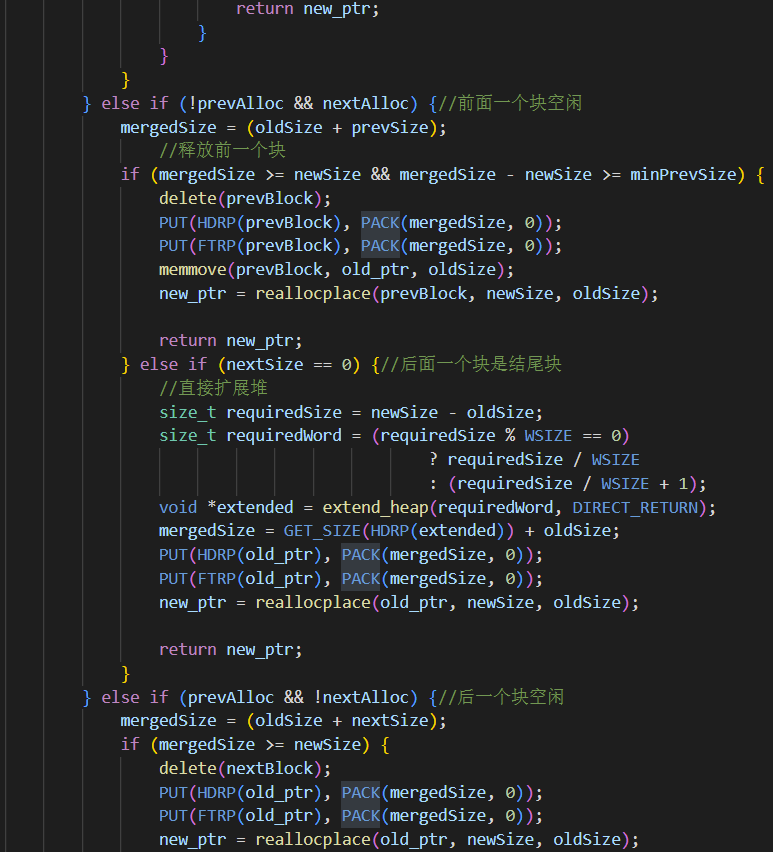 return new_ptr;
}
}
}
} else if (!prevAlloc && nextAlloc) {//前面一个块空闲
mergedSize = (oldSize + prevSize);
//释放前一个块
if (mergedSize >= newSize && mergedSize - newSize >= minPrevSize) {
delete(prevBlock);
PUT(HDRP(prevBlock), PACK(mergedSize, 0));
PUT(FTRP(prevBlock), PACK(mergedSize, 0));
memmove(prevBlock, old_ptr, oldSize);
new_ptr = reallocplace(prevBlock, newSize, oldSize);
return new_ptr;
} else if (nextSize == 0) {//后面一个块是结尾块
//直接扩展堆
size_t requiredSize = newSize - oldSize;
size_t requiredWord = (requiredSize % WSIZE == 0)
? requiredSize / WSIZE
: (requiredSize / WSIZE + 1);
void *extended = extend_heap(requiredWord, DIRECT_RETURN);
mergedSize = GET_SIZE(HDRP(extended)) + oldSize;
PUT(HDRP(old_ptr), PACK(mergedSize, 0));
PUT(FTRP(old_ptr), PACK(mergedSize, 0));
new_ptr = reallocplace(old_ptr, newSize, oldSize);
return new_ptr;
}
} else if (prevAlloc && !nextAlloc) {//后一个块空闲
mergedSize = (oldSize + nextSize);
if (mergedSize >= newSize) {
delete(nextBlock);
PUT(HDRP(old_ptr), PACK(mergedSize, 0));
PUT(FTRP(old_ptr), PACK(mergedSize, 0));
new_ptr = reallocplace(old_ptr, newSize, oldSize);